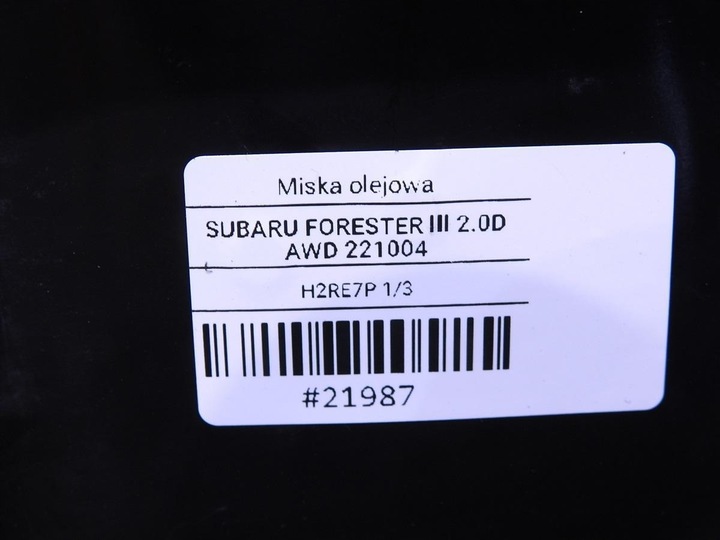 Miska olejowa
SUBARU FORESTER III 2.0D
AWD 221004
H2RE7P 1/3
#21987